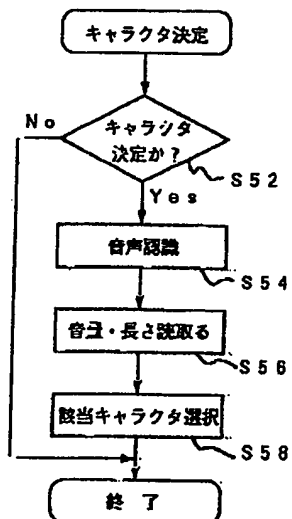 キャラクタ決定
No
キャラクタ
決定か？
S52
Yes
音声認識
S54
音量・長さ読取る
S56
該当キャラクタ選択
S58
終了